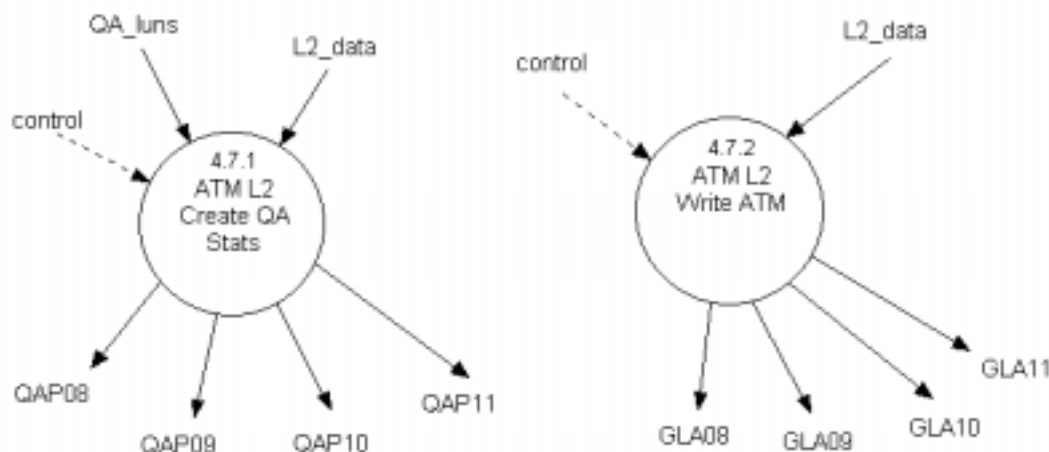 QA_luns
L2_data
control
4.7.1
ATM L2
Create QA
Stats
QAP08
QAP09
QAP10
QAP11
L2_data
control
4.7.2
ATM L2
Write ATM
GLA08
GLA09
GLA10
GLA11